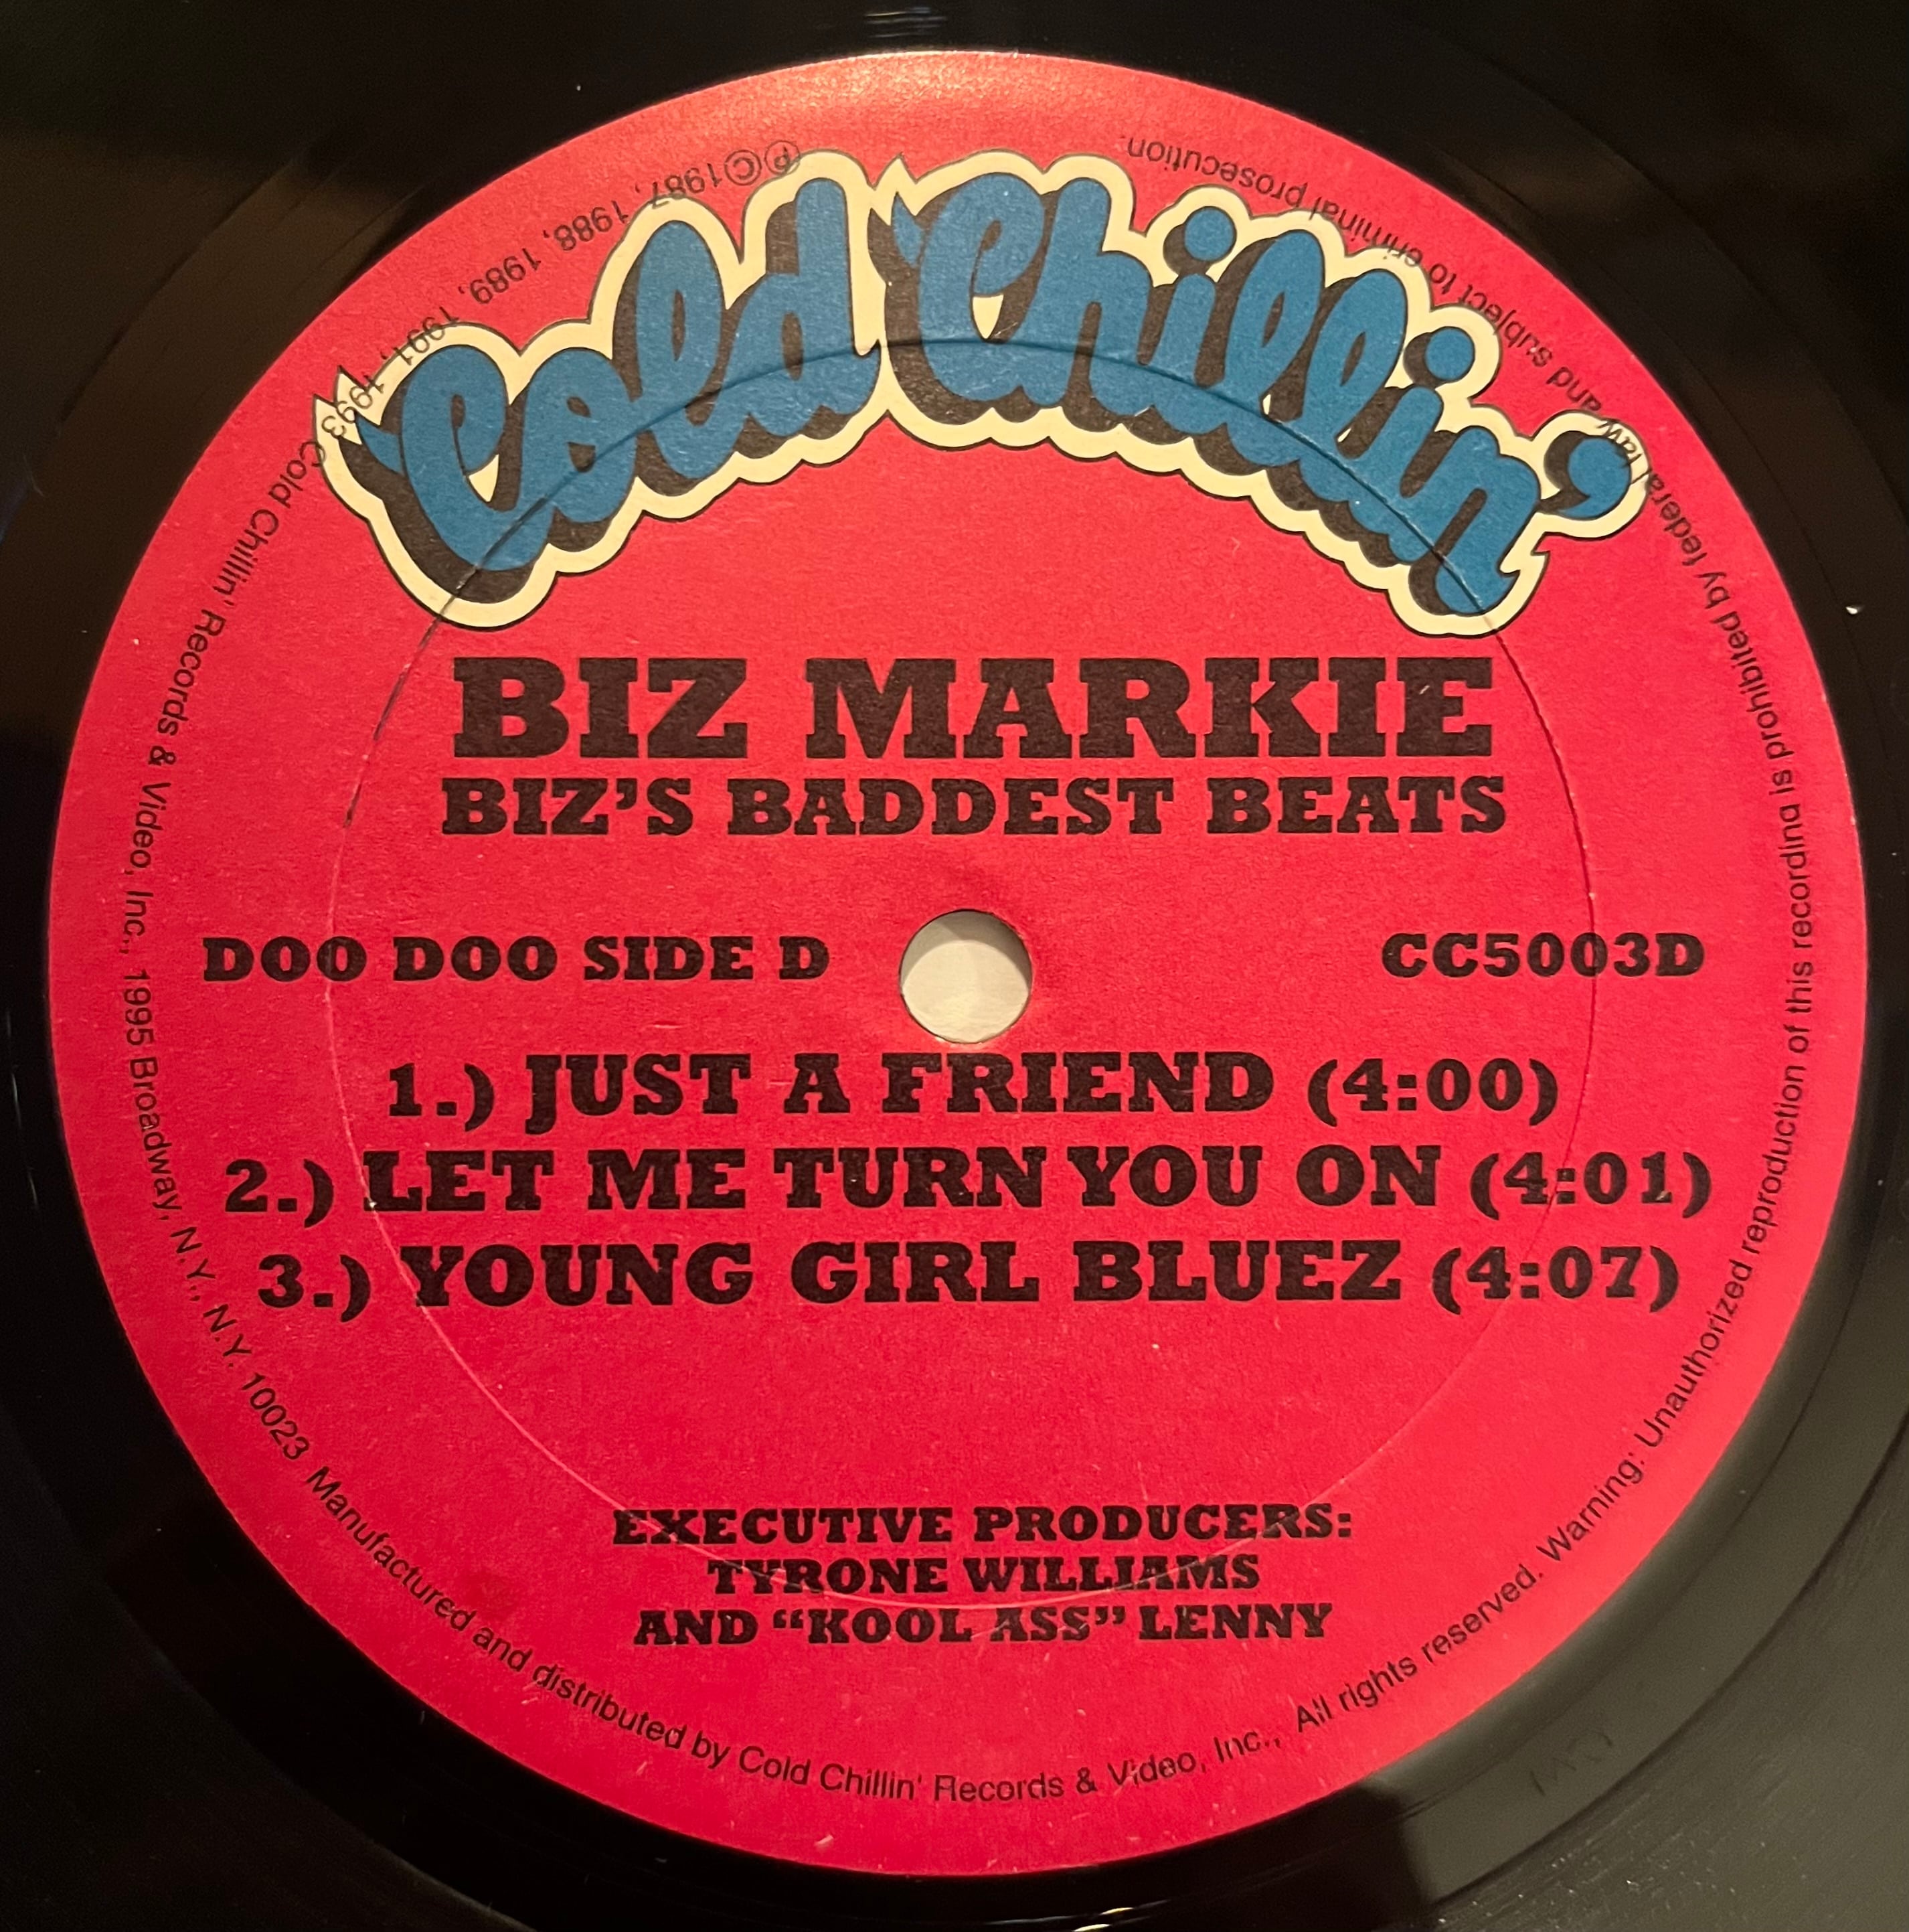 Cold Chillin'
BIZ MARKIE
BIZ'S BADDEST BEATS
DOO DOO SIDE D
CC5003D
1.) JUST A FRIEND (4:00)
2.) LET ME TURN YOU ON (4:01)
3.) YOUNG GIRL BLUEZ (4:07)
EXECUTIVE PRODUCERS:
TYRONE WILLIAMS
AND “KOOL ASS” LENNY
Ⓟ©1987, 1988, 1989, 1991, 1993 Cold Chillin' Records & Video, Inc., 1995 Broadway, N.Y., N.Y. 10023 Manufactured and distributed by Cold Chillin' Records & Video, Inc., All rights reserved. Warning: Unauthorized reproduction of this recording is prohibited by federal law and subject to criminal prosecution.